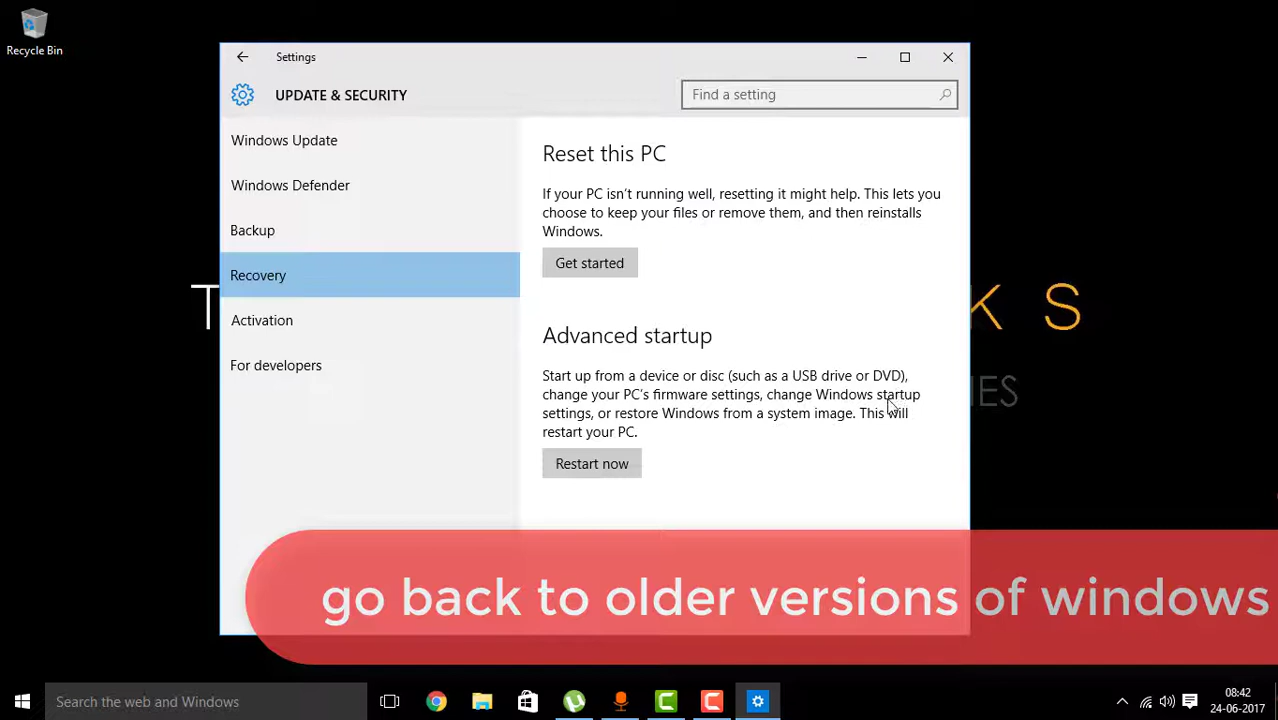 Recycle Bin
Settings
UPDATE & SECURITY
Find a setting
Windows Update
Windows Defender
Backup
Recovery
Activation
For developers
Reset this PC
If your PC isn't running well, resetting it might help. This lets you
choose to keep your files or remove them, and then reinstalls
Windows.
Get started
Advanced startup
Start up from a device or disc (such as a USB drive or DVD),
change your PC's firmware settings, change Windows startup
settings, or restore Windows from a system image. This will
restart your PC.
Restart now
T
K S
IES
go back to older versions of windows
Search the web and Windows
08:42
24-06-2017